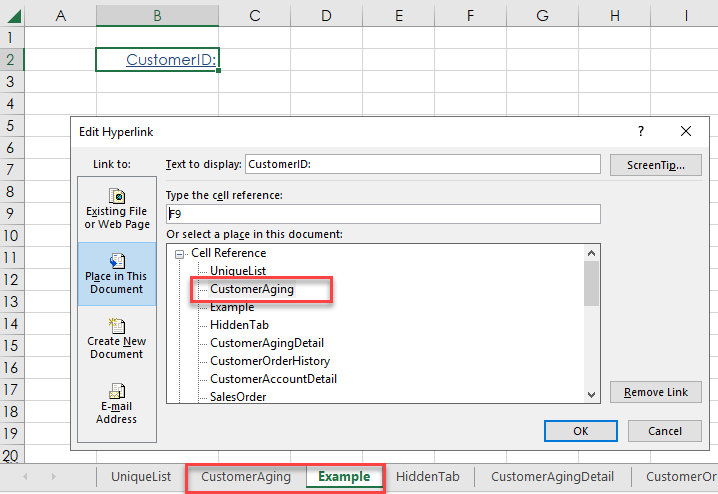 A B C D E F G H I
1
2 CustomerID:
3
4
5
6
7
8
9
10
11
12
13
14
15
16
17
18
19
20
Edit Hyperlink ? X
Link to:
Text to display: CustomerID:
ScreenTip...
Existing File
or Web Page
Place in This
Document
Create New
Document
E-mail
Address
Type the cell reference:
F9
Or select a place in this document:
Cell Reference
UniqueList
CustomerAging
Example
HiddenTab
CustomerAgingDetail
CustomerOrderHistory
CustomerAccountDetail
SalesOrder
Remove Link
OK Cancel
UniqueList CustomerAging Example HiddenTab CustomerAgingDetail CustomerOr